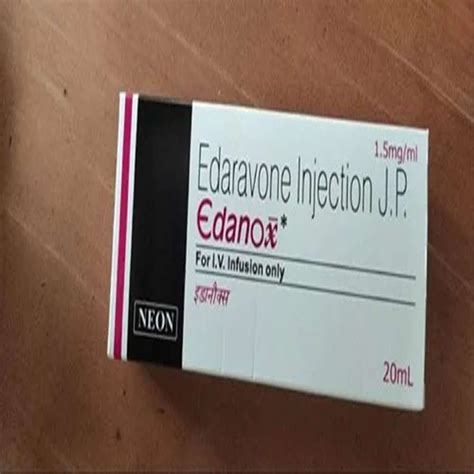 1.5mg/ml
Edaravone Injection J.P.
Edanox*
For I.V. Infusion only
इडानौक्स
NEON
20mL